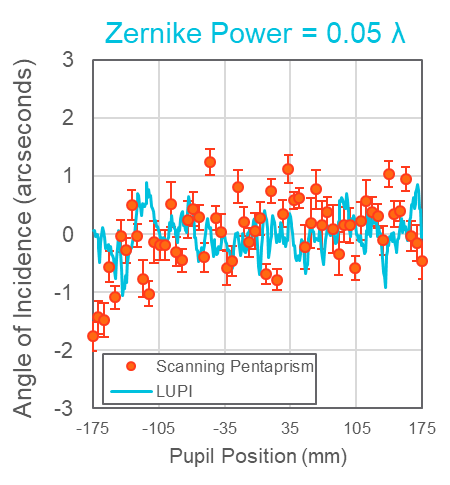 Zernike Power = 0.05 λ
3
2
1
0
-1
-2
-3
Angle of Incidence (arcseconds)
Scanning Pentaprism
LUPI
-175 -105 -35 35 105 175
Pupil Position (mm)